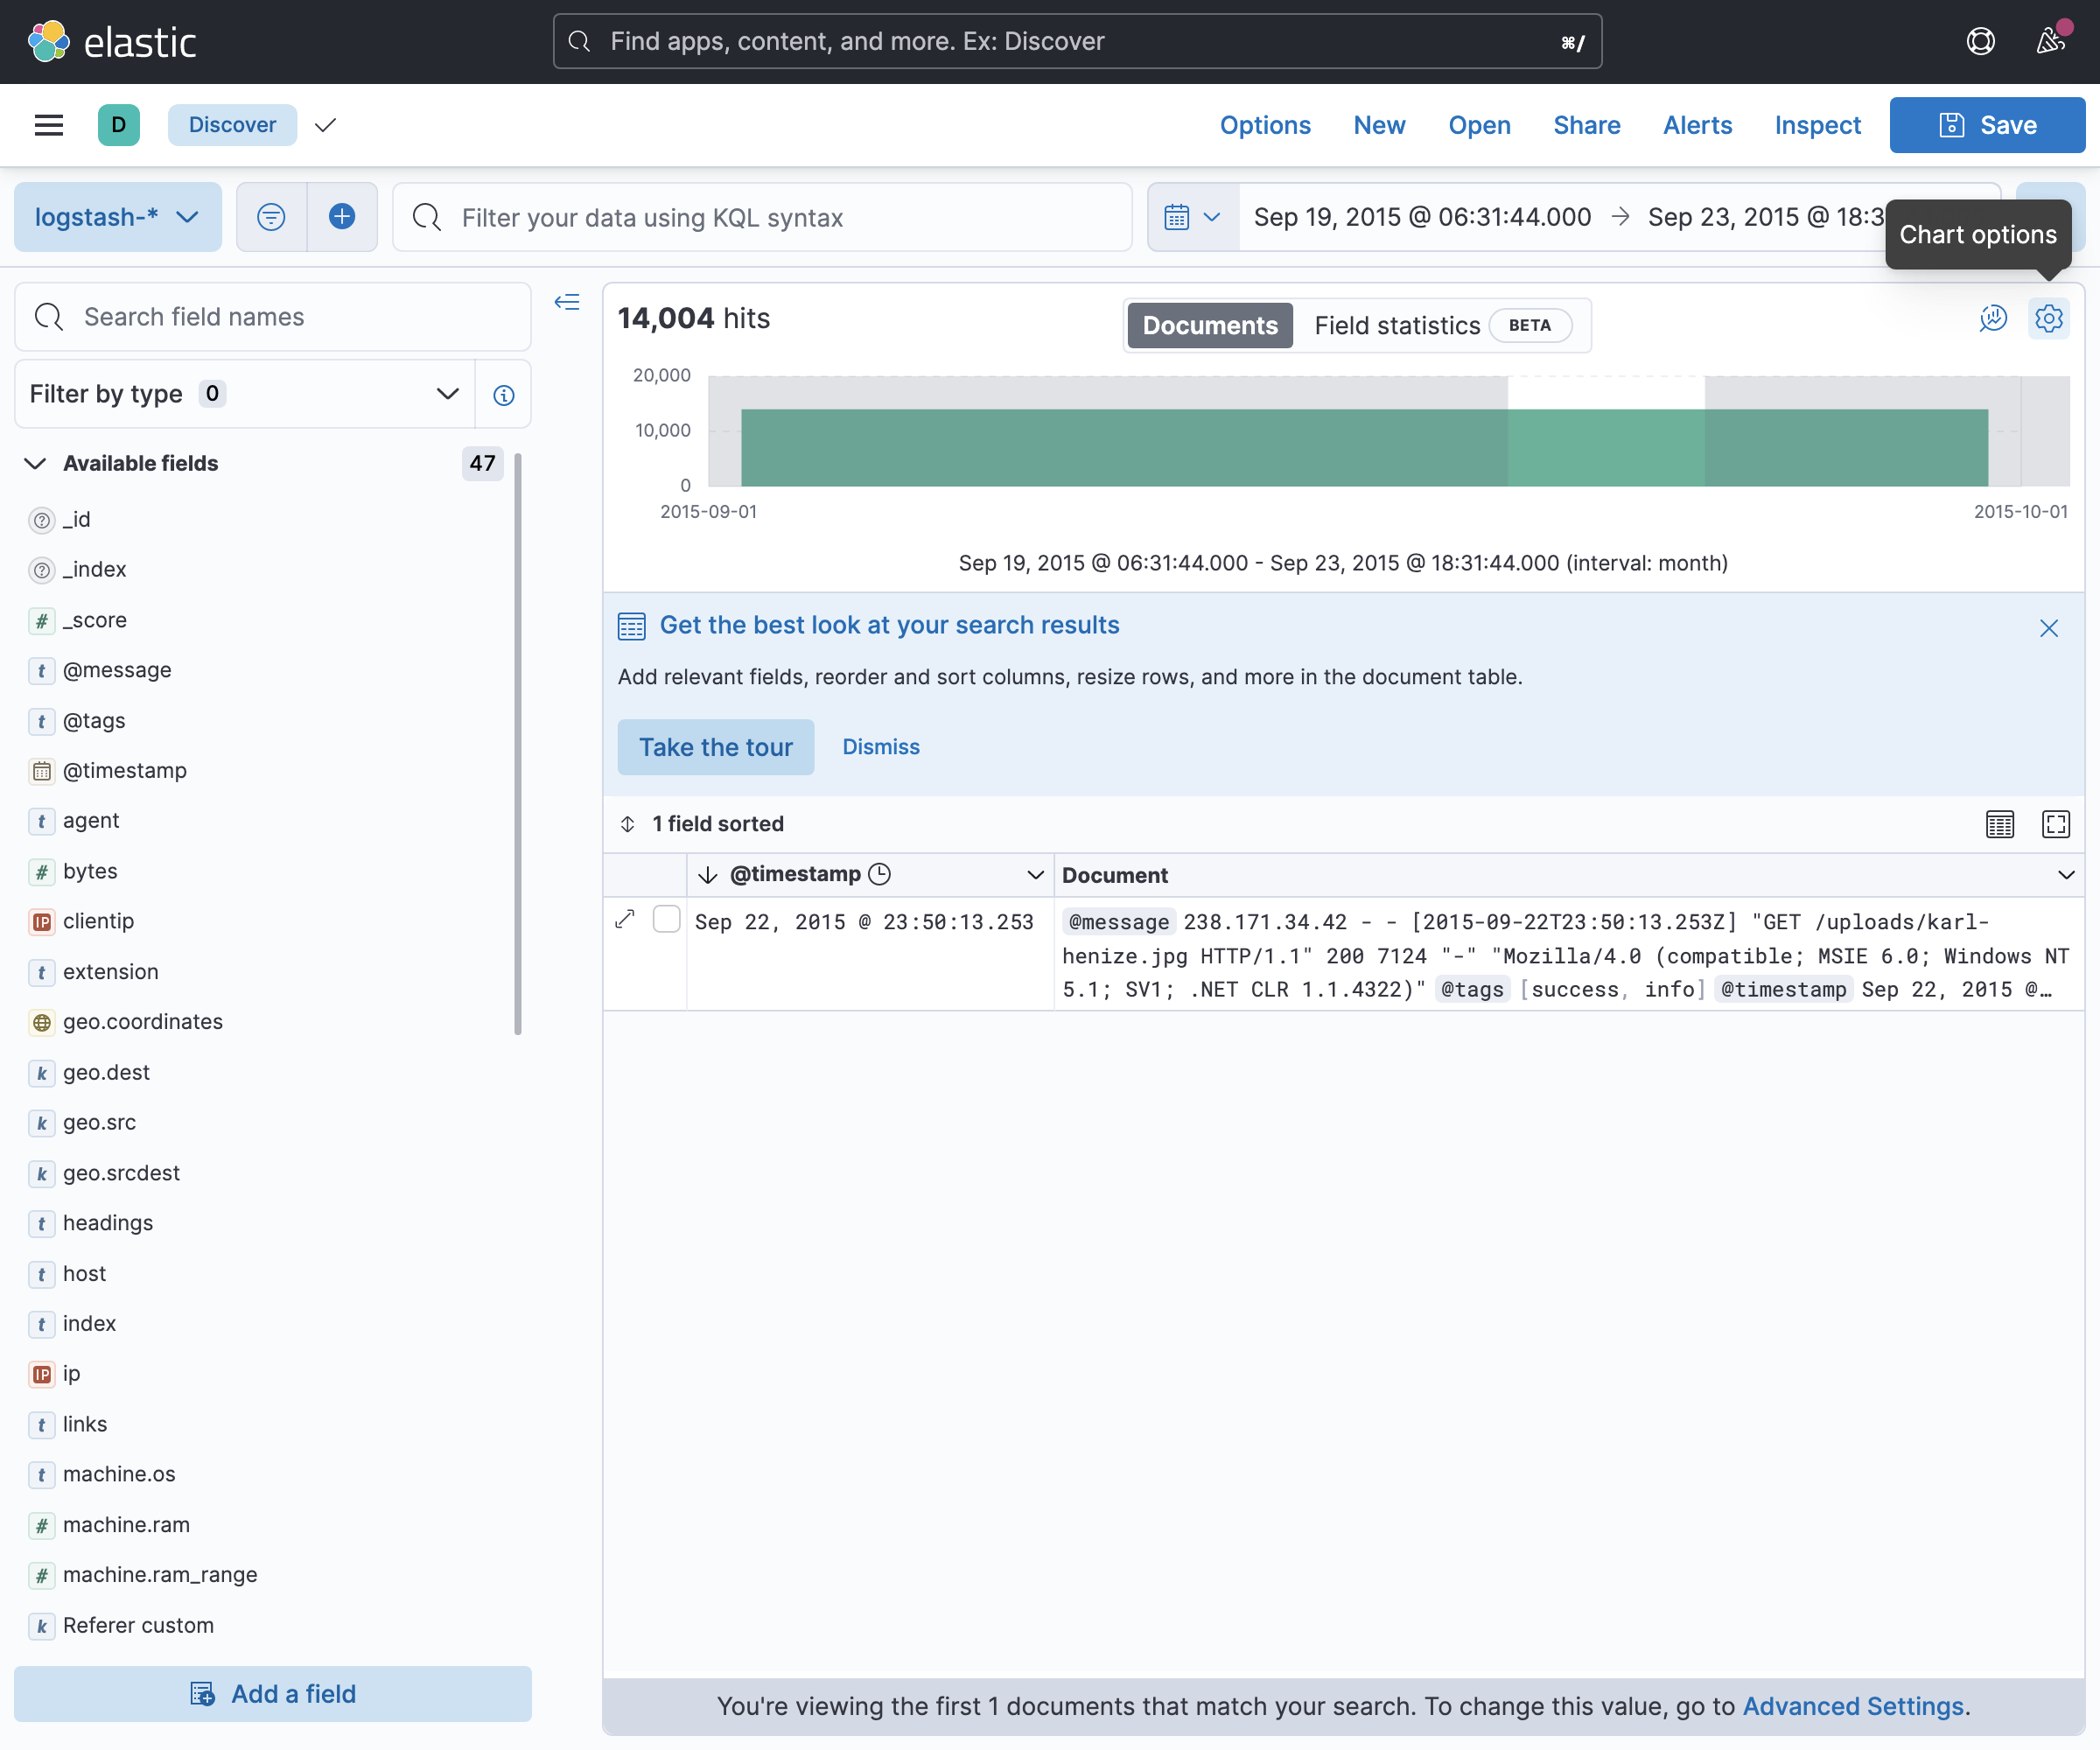 elastic
Find apps, content, and more. Ex: Discover
⌘/
D
Discover
Options
New
Open
Share
Alerts
Inspect
Save
logstash-*
Filter your data using KQL syntax
Sep 19, 2015 @ 06:31:44.000 → Sep 23, 2015 @ 18:3
Chart options
Search field names
Filter by type 0
Available fields 47
_id
_index
# _score
t @message
t @tags
@timestamp
t agent
# bytes
IP clientip
t extension
geo.coordinates
k geo.dest
k geo.src
k geo.srcdest
t headings
t host
t index
IP ip
t links
t machine.os
# machine.ram
# machine.ram_range
k Referer custom
Add a field
14,004 hits
Documents
Field statistics BETA
20,000
10,000
0
2015-09-01
2015-10-01
Sep 19, 2015 @ 06:31:44.000 - Sep 23, 2015 @ 18:31:44.000 (interval: month)
Get the best look at your search results
Add relevant fields, reorder and sort columns, resize rows, and more in the document table.
Take the tour
Dismiss
1 field sorted
@timestamp
Document
Sep 22, 2015 @ 23:50:13.253
@message 238.171.34.42 - - [2015-09-22T23:50:13.253Z] "GET /uploads/karl-
henize.jpg HTTP/1.1" 200 7124 "-" "Mozilla/4.0 (compatible; MSIE 6.0; Windows NT
5.1; SV1; .NET CLR 1.1.4322)" @tags [success, info] @timestamp Sep 22, 2015 @…
You're viewing the first 1 documents that match your search. To change this value, go to Advanced Settings.